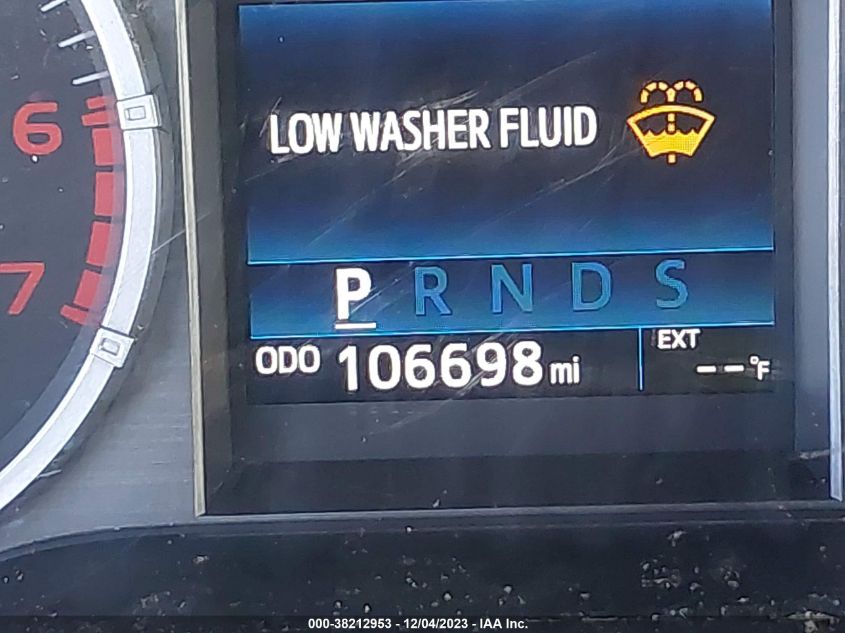 6
7
LOW WASHER FLUID
P R N D S
ODO 106698 mi
EXT
-- °F
000-38212953 - 12/04/2023 - IAA Inc.